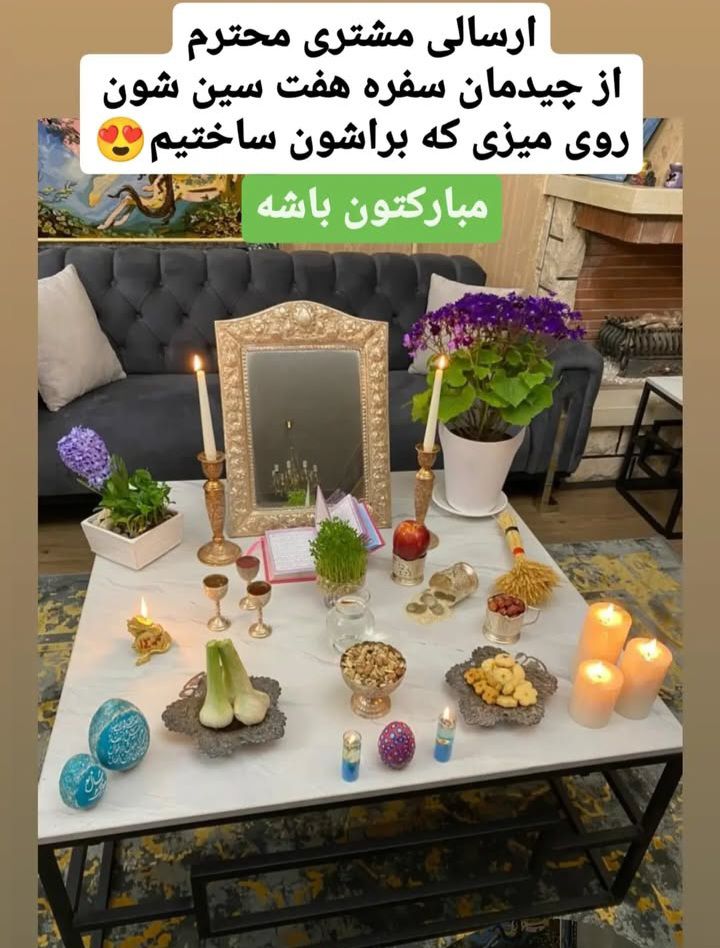 ارسالی مشتری محترم
از چیدمان سفره هفت سین شون
روی میزی که براشون ساختیم😍
مبارکتون باشه